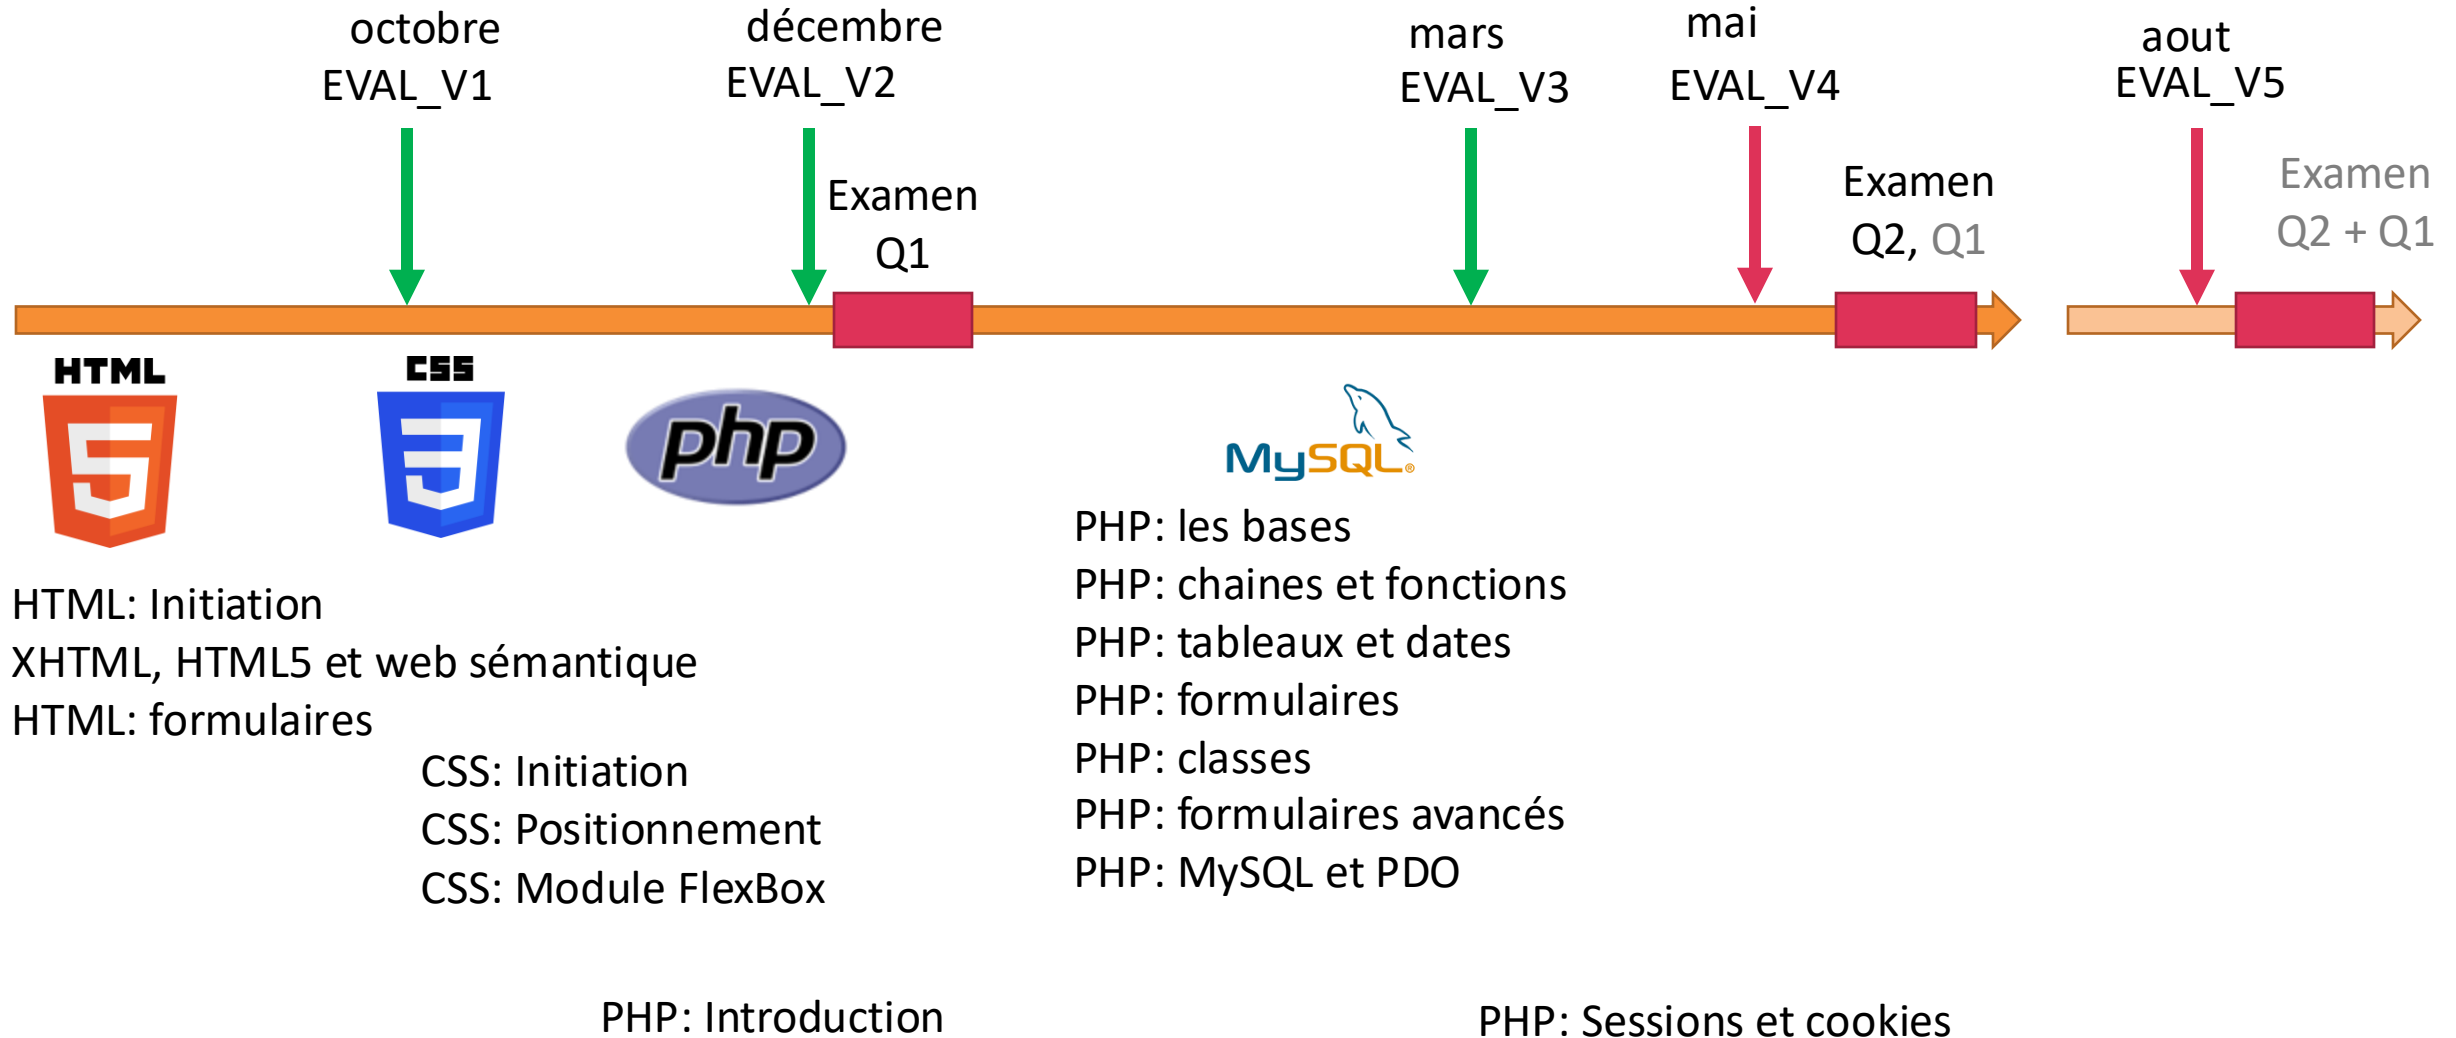 octobre
EVAL_V1
décembre
EVAL_V2
mars
EVAL_V3
mai
EVAL_V4
aout
EVAL_V5
Examen
Q1
Examen
Q2, Q1
Examen
Q2 + Q1
HTML
5
CSS
3
php
MySQL®
HTML: Initiation
XHTML, HTML5 et web sémantique
HTML: formulaires
CSS: Initiation
CSS: Positionnement
CSS: Module FlexBox
PHP: Introduction
PHP: les bases
PHP: chaines et fonctions
PHP: tableaux et dates
PHP: formulaires
PHP: classes
PHP: formulaires avancés
PHP: MySQL et PDO
PHP: Sessions et cookies